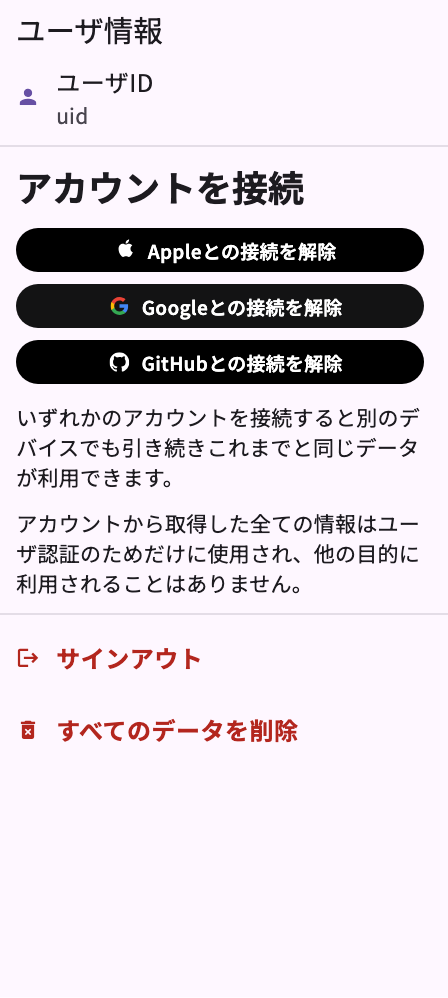 ユーザ情報
ユーザID
uid
アカウントを接続
Appleとの接続を解除
Googleとの接続を解除
GitHubとの接続を解除
いずれかのアカウントを接続すると別のデ
バイスでも引き続きこれまでと同じデータ
が利用できます。
アカウントから取得した全ての情報はユー
ザ認証のためだけに使用され、他の目的に
利用されることはありません。
サインアウト
すべてのデータを削除